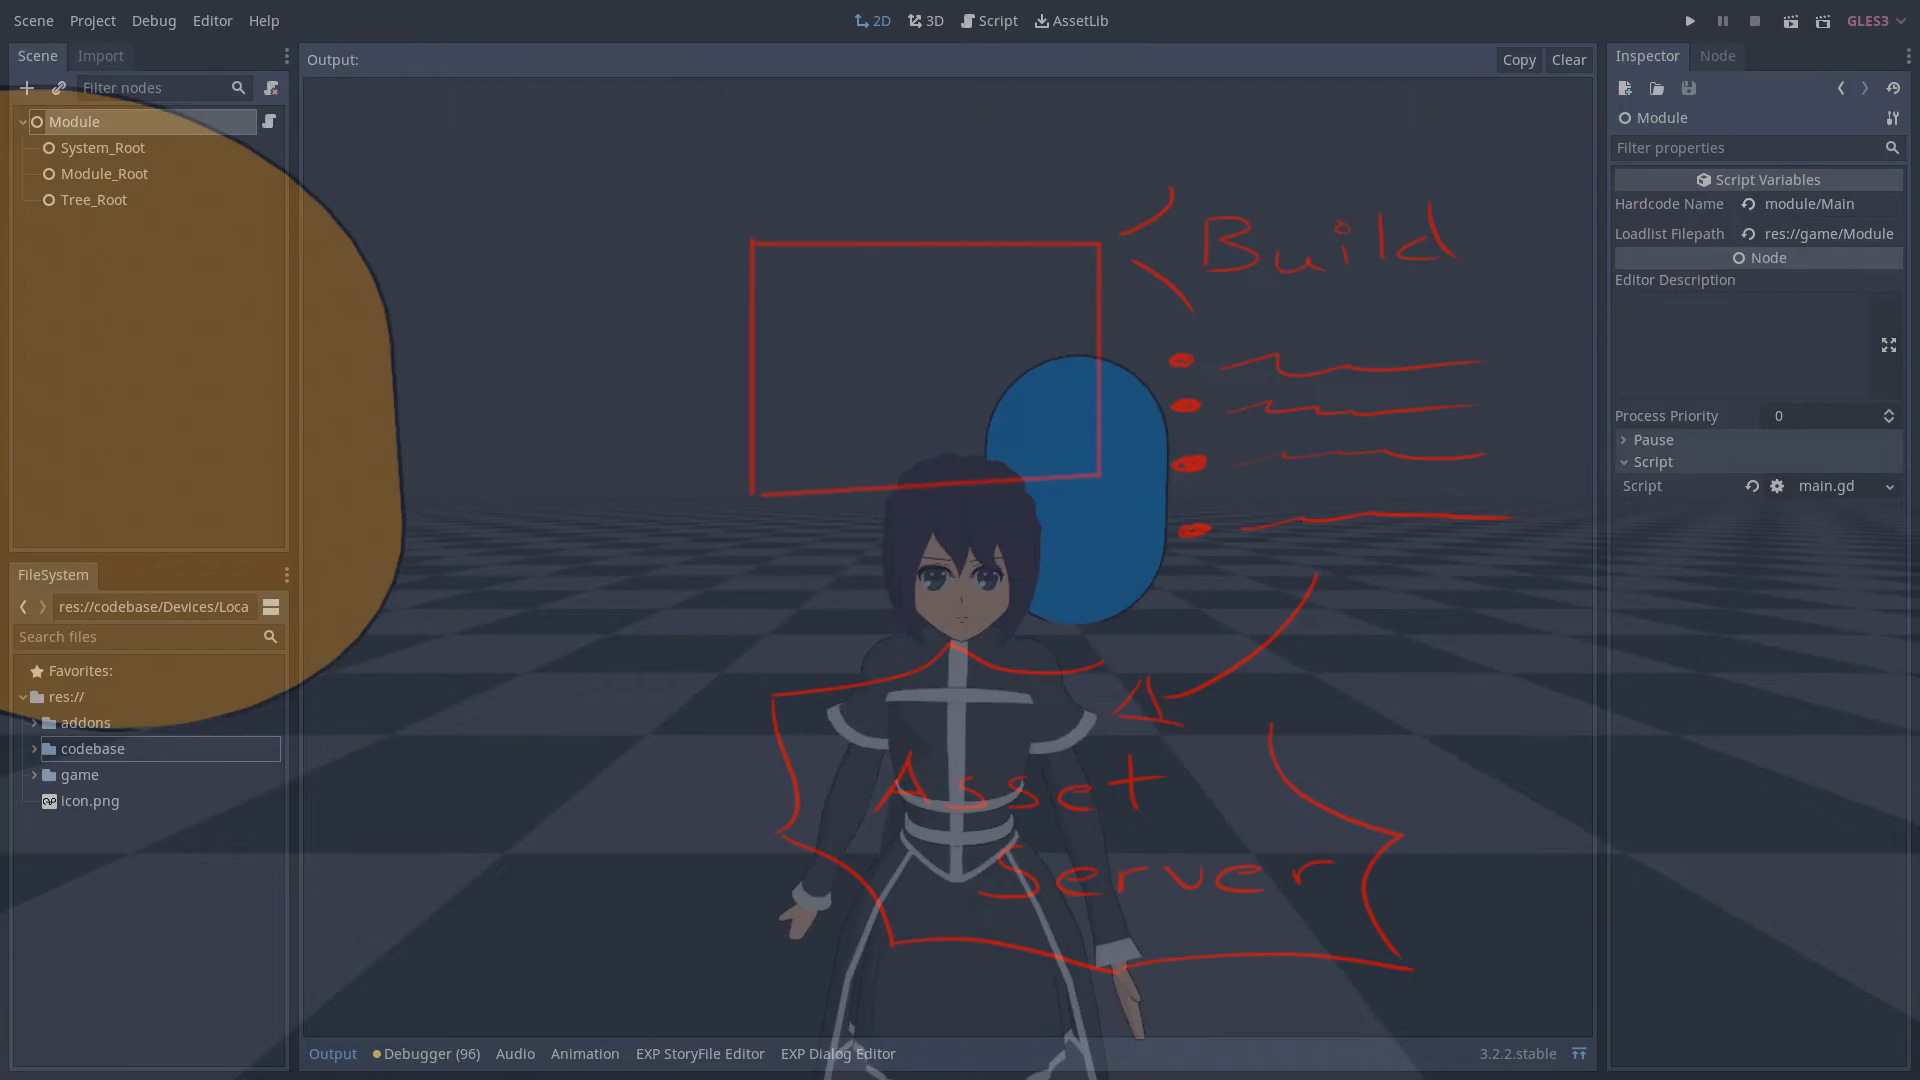 Scene Project Debug Editor Help
2D 3D Script AssetLib
GLES3
Scene Import
Filter nodes
Module
System_Root
Module_Root
Tree_Root
FileSystem
res://codebase/Devices/Loca
Search files
Favorites:
res://
addons
codebase
game
icon.png
Output:
Copy Clear
Build
Asset
Server
Output Debugger (96) Audio Animation EXP StoryFile Editor EXP Dialog Editor
3.2.2.stable
Inspector Node
Module
Filter properties
Script Variables
Hardcode Name module/Main
Loadlist Filepath res://game/Module
Node
Editor Description
Process Priority 0
Pause
Script
Script main.gd